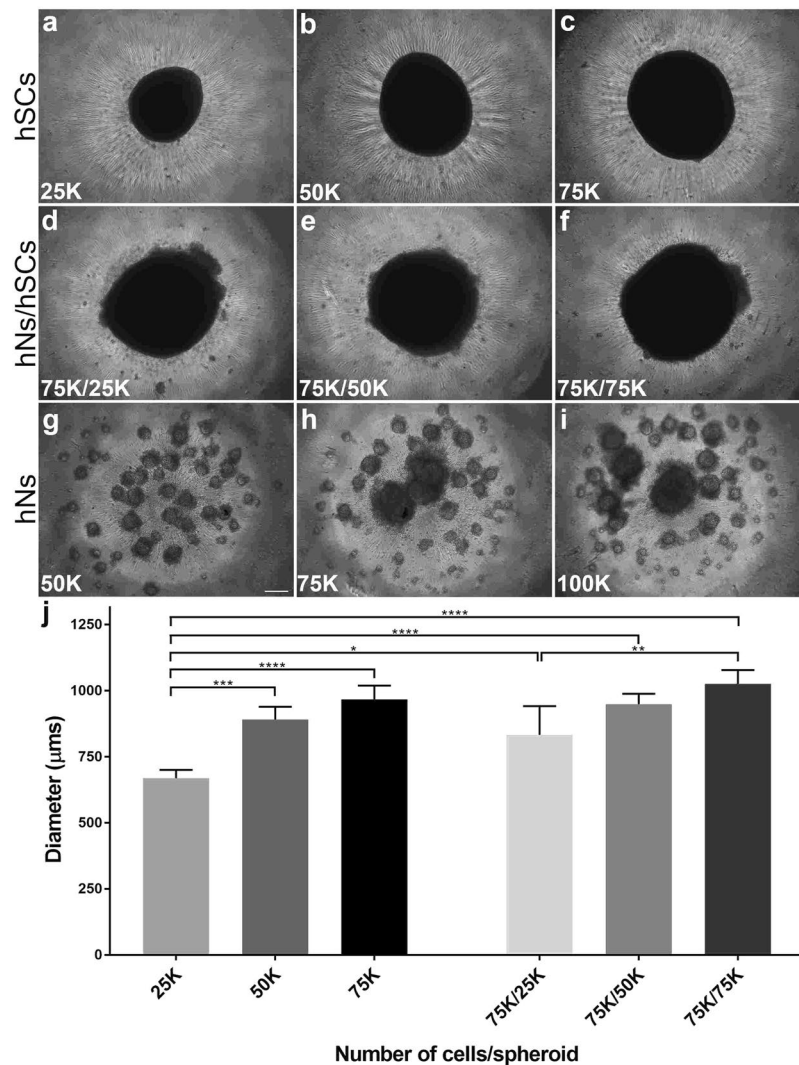 hSCs
a
25K
b
50K
c
75K
hNs/hSCs
d
75K/25K
e
75K/50K
f
75K/75K
hNs
g
50K
h
75K
i
100K
j
****
****
* **
****
***
1250
1000
750
500
250
0
Diameter (μms)
25K 50K 75K 75K/25K 75K/50K 75K/75K
Number of cells/spheroid